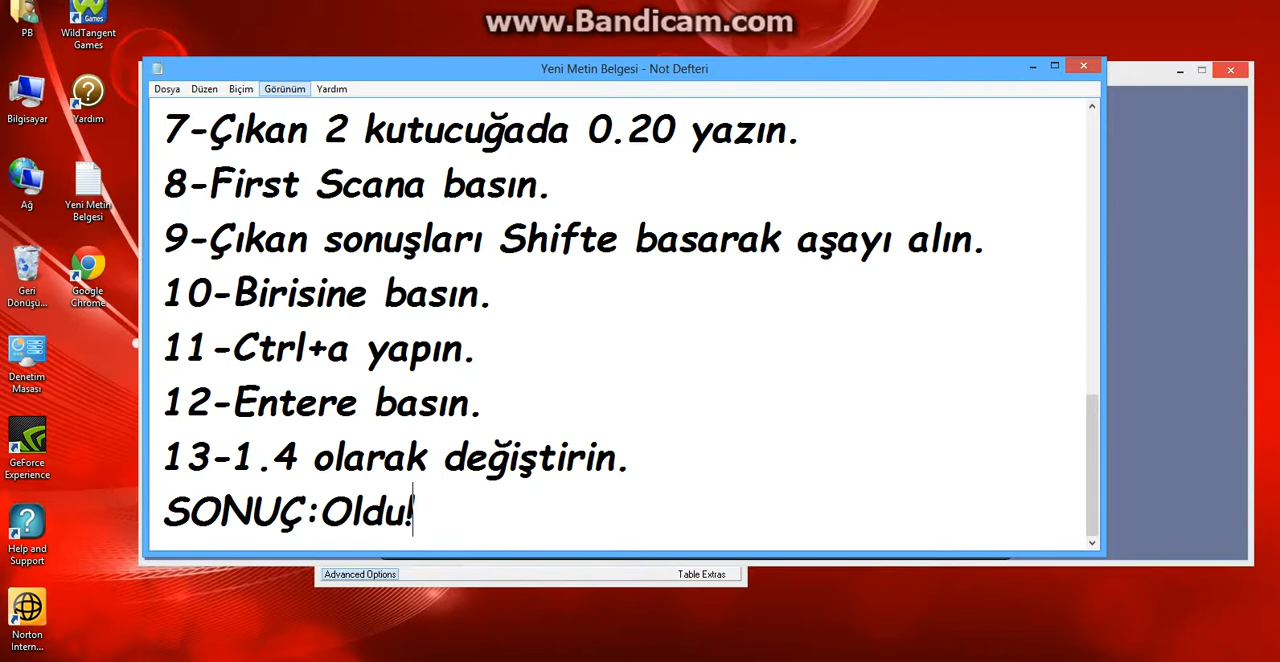 www.Bandicam.com
PB
WildTangent
Games
Yeni Metin Belgesi - Not Defteri
Dosya Düzen Biçim Görünüm Yardım
Bilgisayar
Yardım
7-Çıkan 2 kutucuğada 0.20 yazın.
8-First Scana basın.
Ağ
Yeni Metin
Belgesi
9-Çıkan sonuşları Shifte basarak aşayı alın.
Geri
Dönüşü...
Google
Chrome
10-Birisine basın.
11-Ctrl+a yapın.
Denetim
Masası
12-Entere basın.
13-1.4 olarak değiştirin.
GeForce
Experience
SONUÇ:Oldu!
Help and
Support
Advanced Options Table Extras
Norton
Intern...